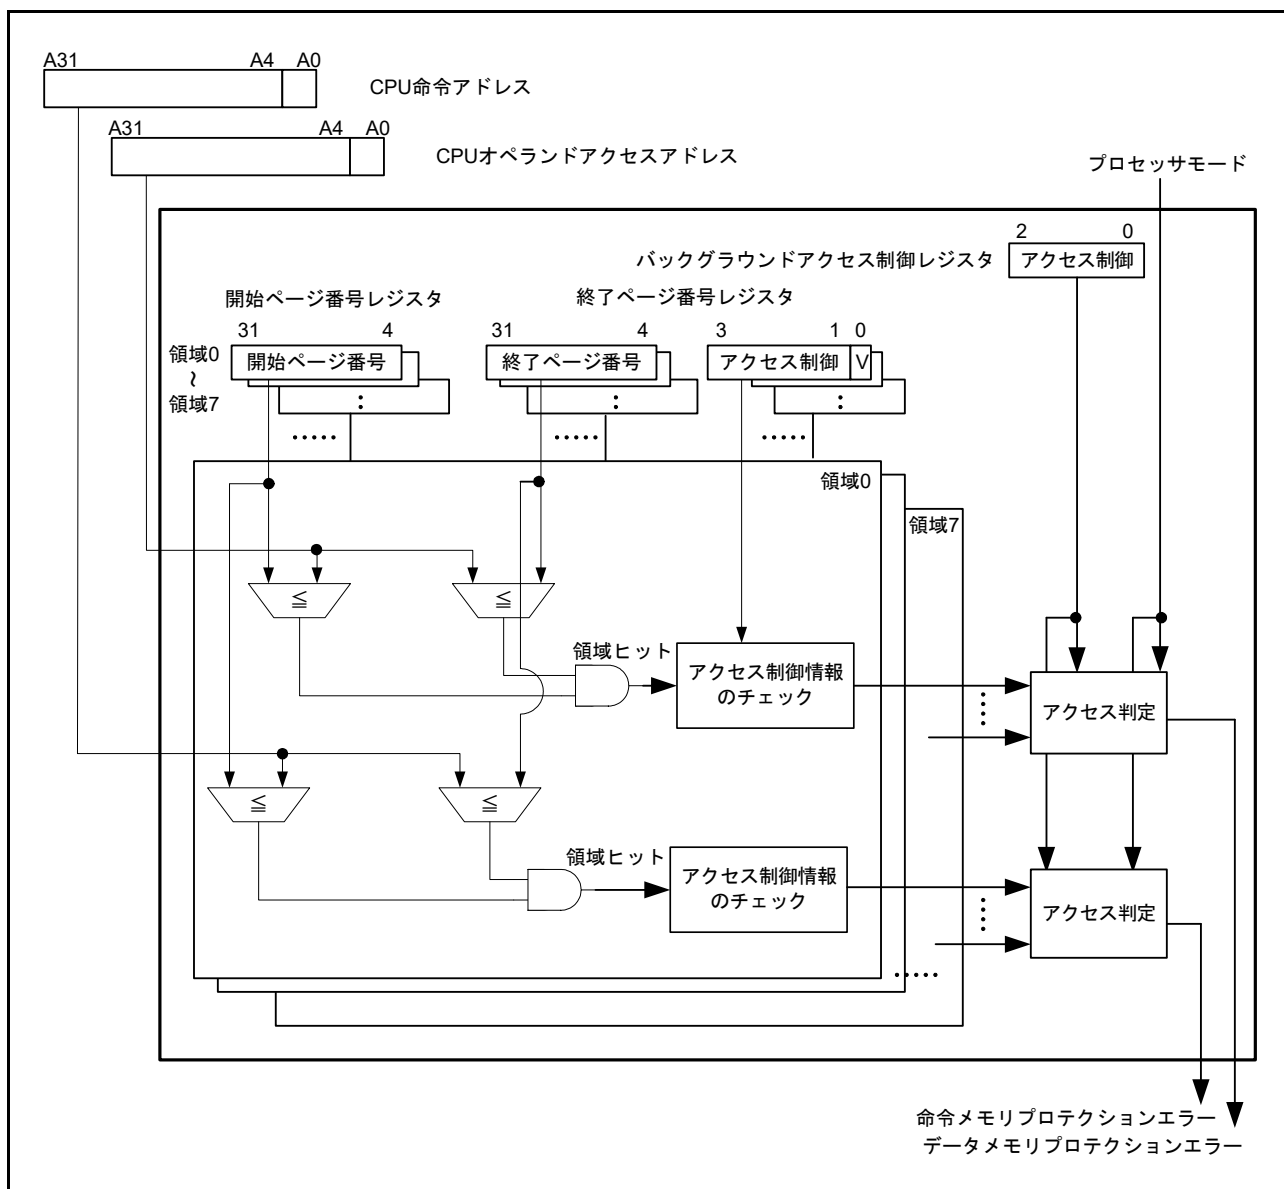 A31 A4 A0
CPU命令アドレス
A31 A4 A0
CPUオペランドアクセスアドレス
プロセッサモード
2 0
バックグラウンドアクセス制御レジスタ
アクセス制御
開始ページ番号レジスタ
終了ページ番号レジスタ
31 4
31 4
3 1 0
領域0
~
領域7
開始ページ番号
終了ページ番号
アクセス制御 V
:
:
:
.....
.....
.....
領域0
領域7
≦
≦
領域ヒット
アクセス制御情報
のチェック
アクセス判定
≦
≦
領域ヒット
アクセス制御情報
のチェック
アクセス判定
.....
命令メモリプロテクションエラー
データメモリプロテクションエラー